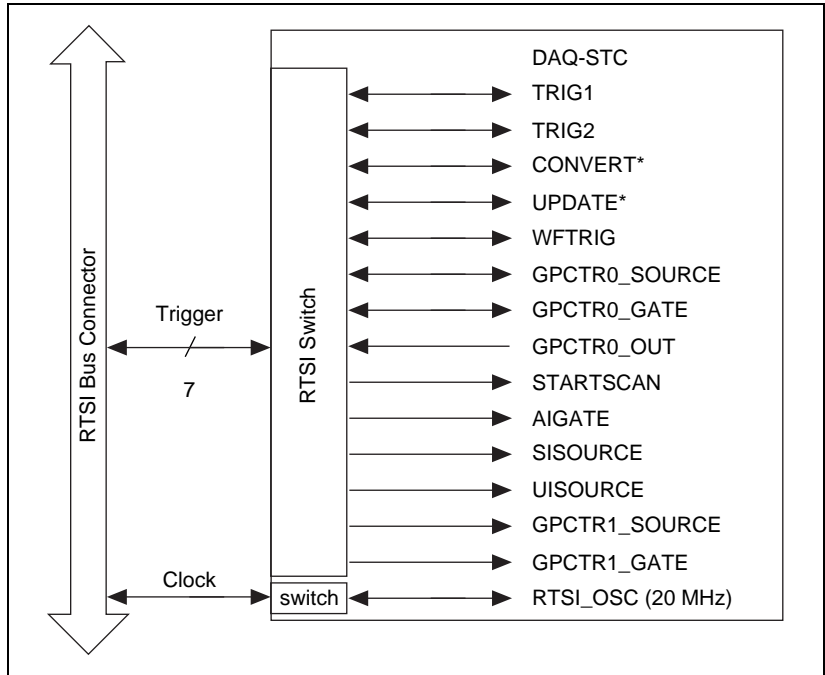 DAQ-STC
TRIG1
TRIG2
CONVERT*
UPDATE*
WFTRIG
GPCTR0_SOURCE
GPCTR0_GATE
GPCTR0_OUT
STARTSCAN
AIGATE
SISOURCE
UISOURCE
GPCTR1_SOURCE
GPCTR1_GATE
RTSI_OSC (20 MHz)
RTSI Bus Connector
Trigger
7
RTSI Switch
Clock
switch